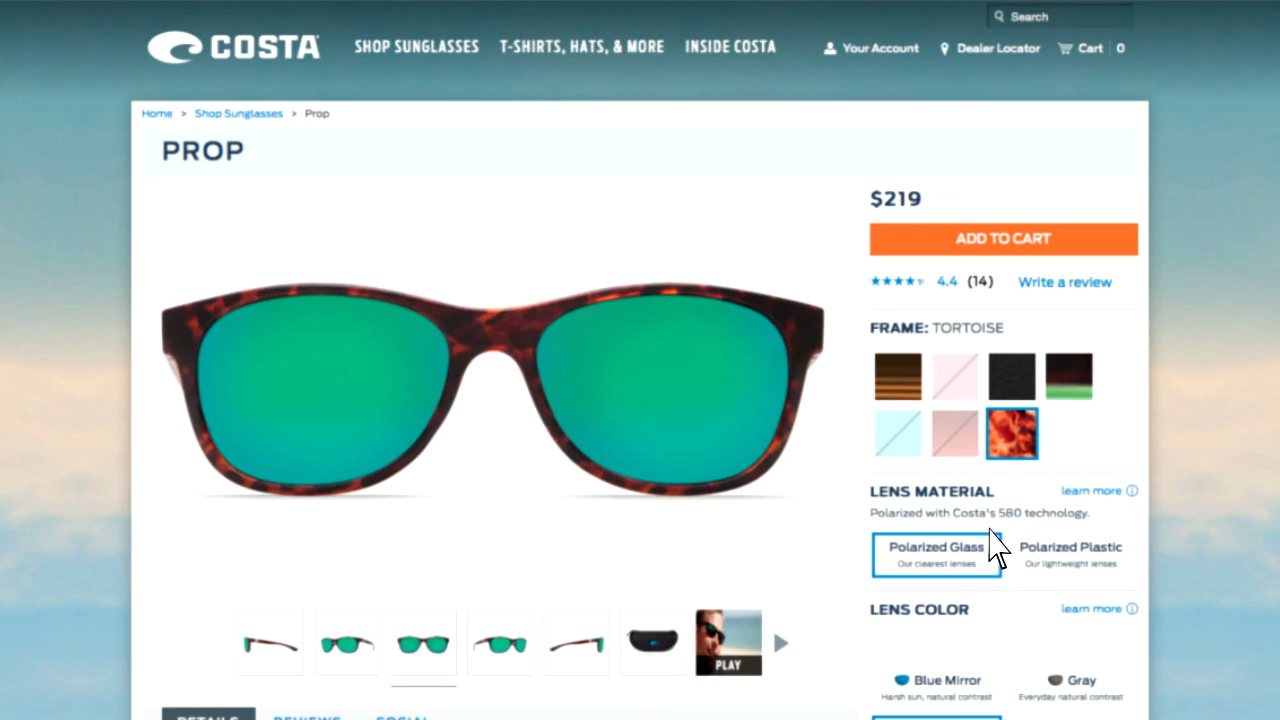 Search
COSTA
SHOP SUNGLASSES
T-SHIRTS, HATS, & MORE
INSIDE COSTA
Your Account
Dealer Locator
Cart
0
Home > Shop Sunglasses > Prop
PROP
$219
ADD TO CART
4.4 (14)
Write a review
FRAME: TORTOISE
LENS MATERIAL
learn more
Polarized with Costa's 580 technology.
Polarized Glass
Our clearest lenses
Polarized Plastic
Our lightweight lenses
LENS COLOR
learn more
PLAY
Blue Mirror
Harsh sun, natural contrast
Gray
Everyday natural contrast
DETAILS
REVIEWS
SOCIAL